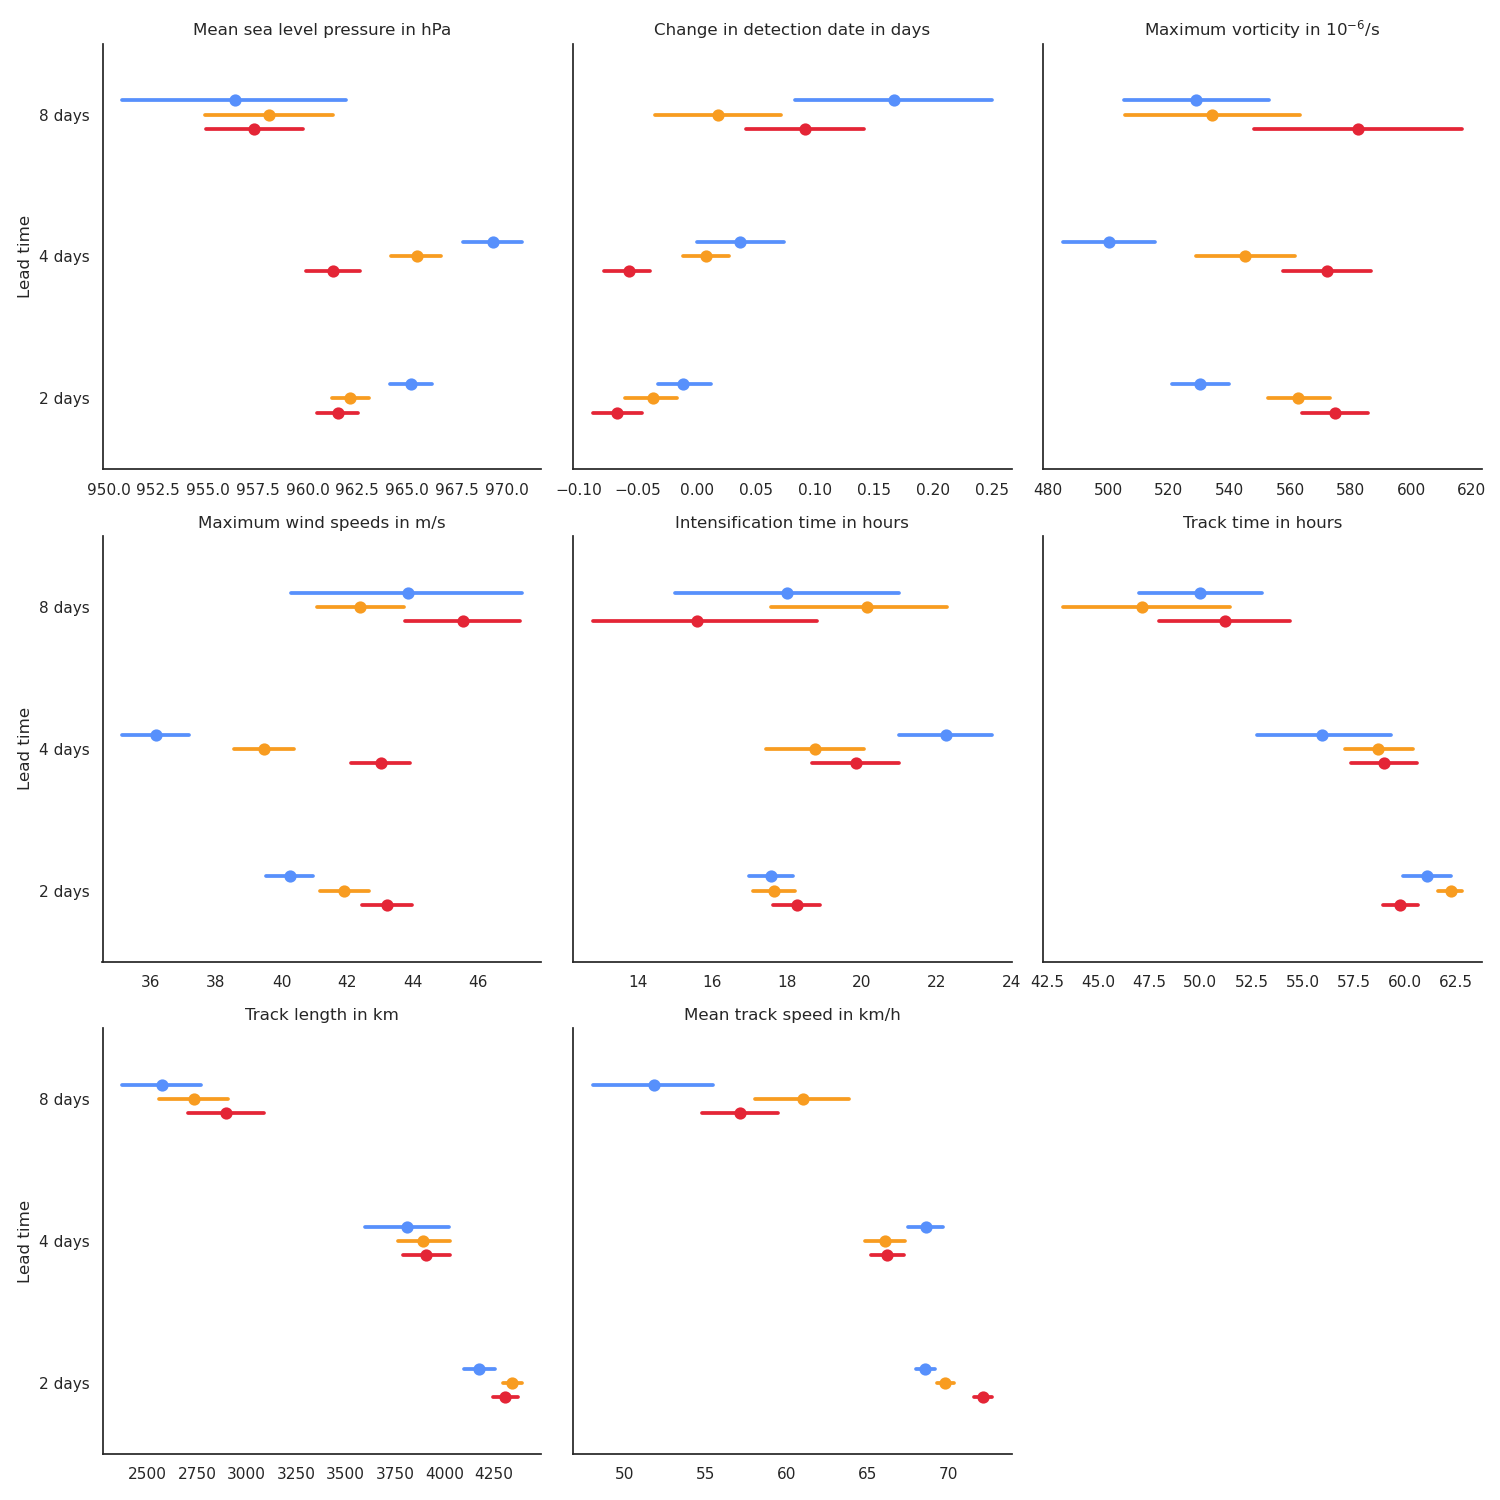 Mean sea level pressure in hPa
Change in detection date in days
Maximum vorticity in 10⁻⁶/s
Lead time
8 days
4 days
2 days
950.0 952.5 955.0 957.5 960.0 962.5 965.0 967.5 970.0
−0.10 −0.05 0.00 0.05 0.10 0.15 0.20 0.25
480 500 520 540 560 580 600 620
Maximum wind speeds in m/s
Intensification time in hours
Track time in hours
Lead time
8 days
4 days
2 days
36 38 40 42 44 46
14 16 18 20 22 24
42.5 45.0 47.5 50.0 52.5 55.0 57.5 60.0 62.5
Track length in km
Mean track speed in km/h
Lead time
8 days
4 days
2 days
2500 2750 3000 3250 3500 3750 4000 4250
50 55 60 65 70